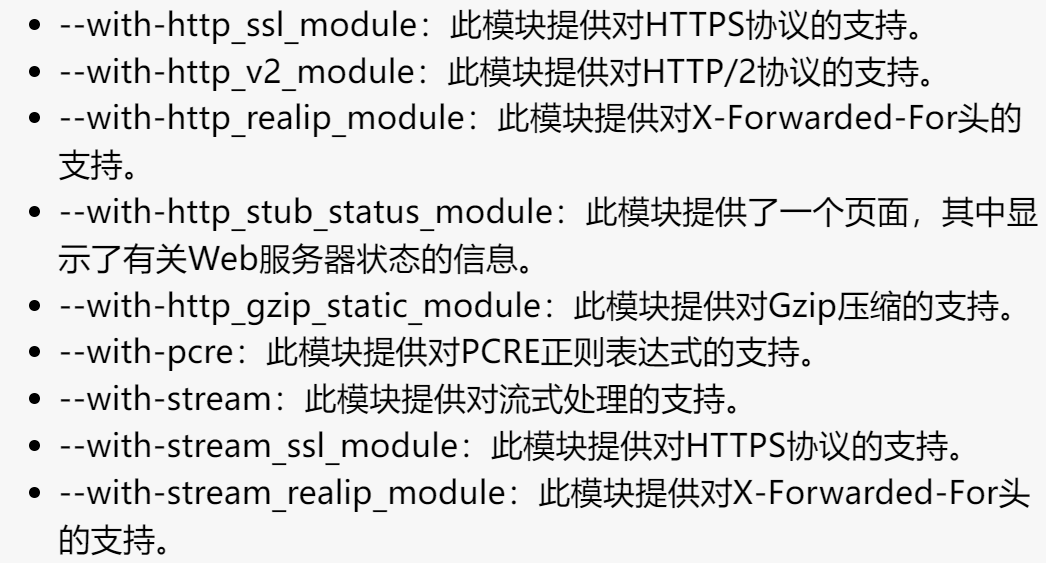 • --with-http_ssl_module：此模块提供对HTTPS协议的支持。
• --with-http_v2_module：此模块提供对HTTP/2协议的支持。
• --with-http_realip_module：此模块提供对X-Forwarded-For头的
支持。
• --with-http_stub_status_module：此模块提供了一个页面，其中显
示了有关Web服务器状态的信息。
• --with-http_gzip_static_module：此模块提供对Gzip压缩的支持。
• --with-pcre：此模块提供对PCRE正则表达式的支持。
• --with-stream：此模块提供对流式处理的支持。
• --with-stream_ssl_module：此模块提供对HTTPS协议的支持。
• --with-stream_realip_module：此模块提供对X-Forwarded-For头
的支持。